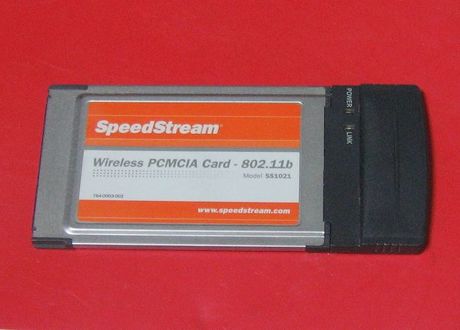 SpeedStream
Wireless PCMCIA Card - 802.11b
Model SS1021
www.speedstream.com
POWER
LINK